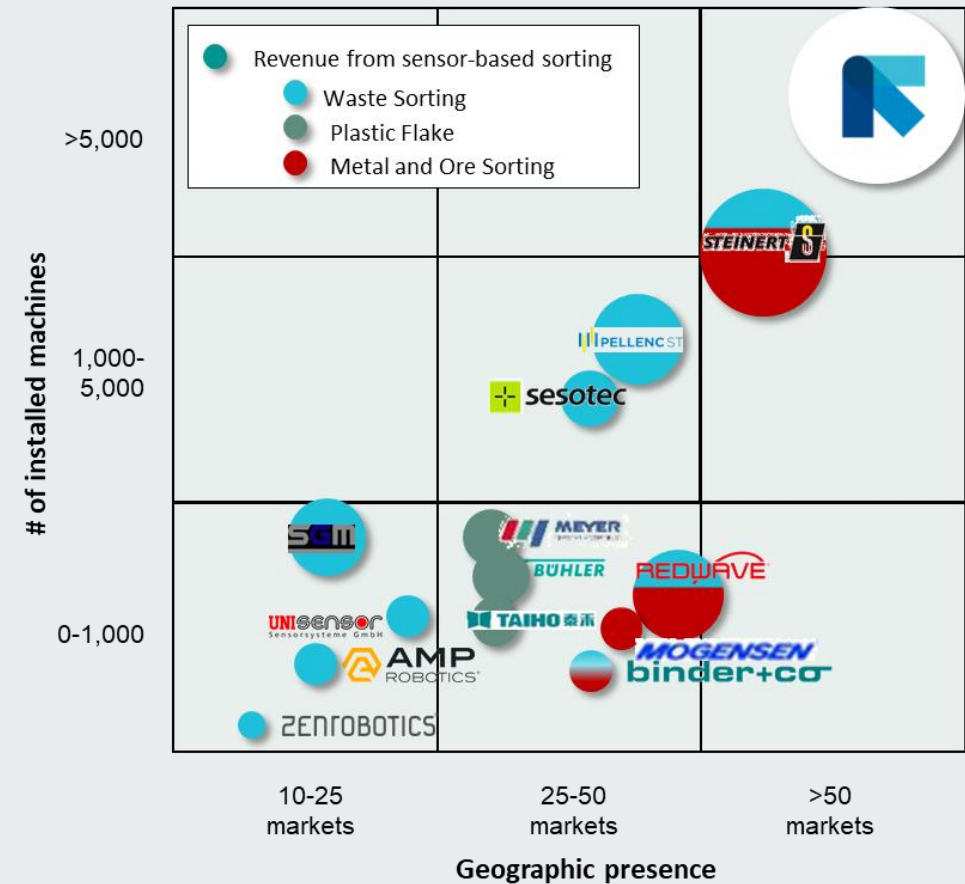 Revenue from sensor-based sorting
Waste Sorting
Plastic Flake
Metal and Ore Sorting
>5,000
STEINERT S
# of installed machines
PELLENC ST
1,000-
5,000
sesotec
SGM
MEYER
BÜHLER
REDWAVE
UNISENSOR
Sensorsysteme GmbH
TAIHO 泰禾
0-1,000
AMP
ROBOTICS
MOGENSEN
binder+co
ZENROBOTICS
10-25
markets
25-50
markets
>50
markets
Geographic presence